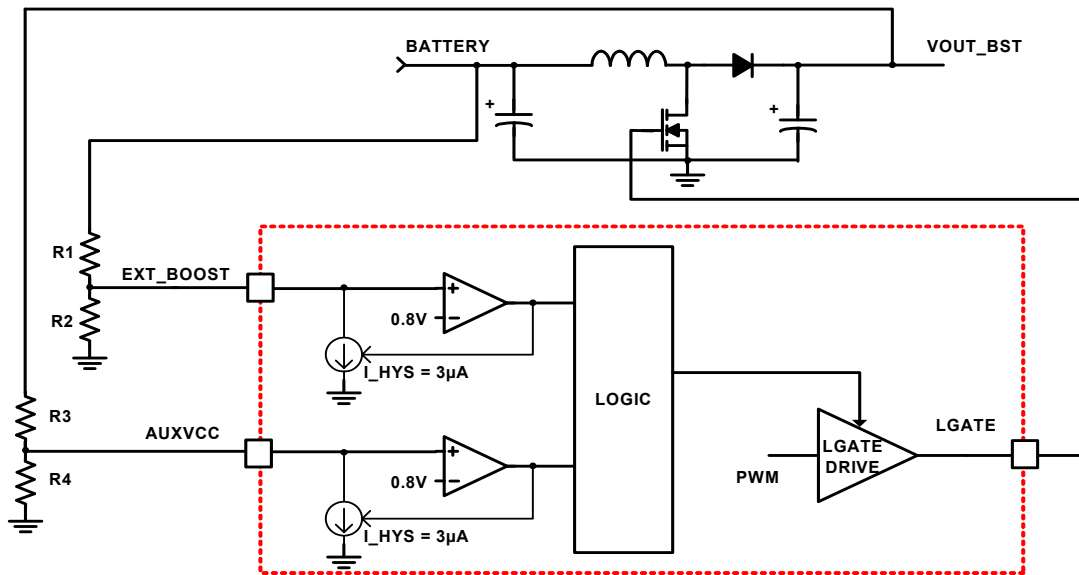 BATTERY
VOUT_BST
+
+
R1
EXT_BOOST
R2
+
0.8V
−
I_HYS = 3µA
LOGIC
R3
AUXVCC
R4
+
0.8V
−
I_HYS = 3µA
PWM
LGATE
DRIVE
LGATE